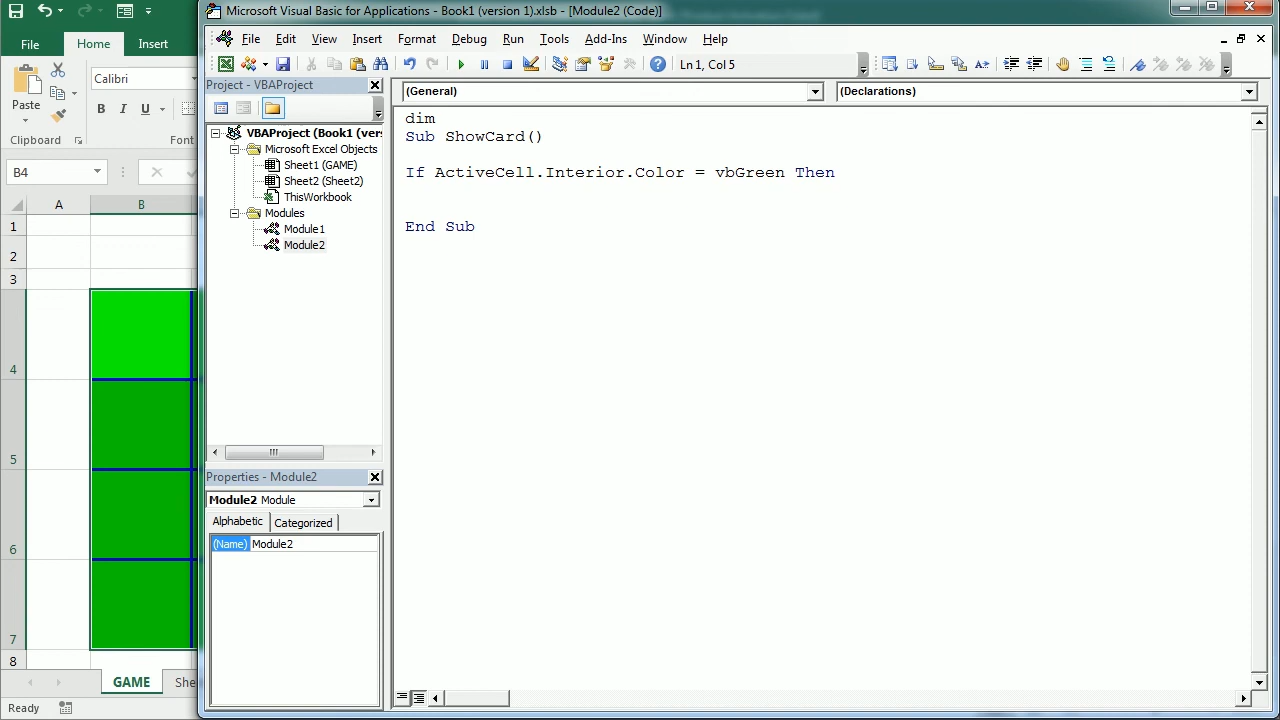 Microsoft Visual Basic for Applications - Book1 (version 1).xlsb - [Module2 (Code)]
File Home Insert
File Edit View Insert Format Debug Run Tools Add-Ins Window Help
Calibri
Ln 1, Col 5
Paste
B I U
Clipboard Font
B4
A B
1
2
3
4
5
6
7
8
GAME She
Ready
Project - VBAProject
VBAProject (Book1 (vers
Microsoft Excel Objects
Sheet1 (GAME)
Sheet2 (Sheet2)
ThisWorkbook
Modules
Module1
Module2
Properties - Module2
Module2 Module
Alphabetic Categorized
(Name) Module2
(General) (Declarations)
dim
Sub ShowCard()
If ActiveCell.Interior.Color = vbGreen Then
End Sub